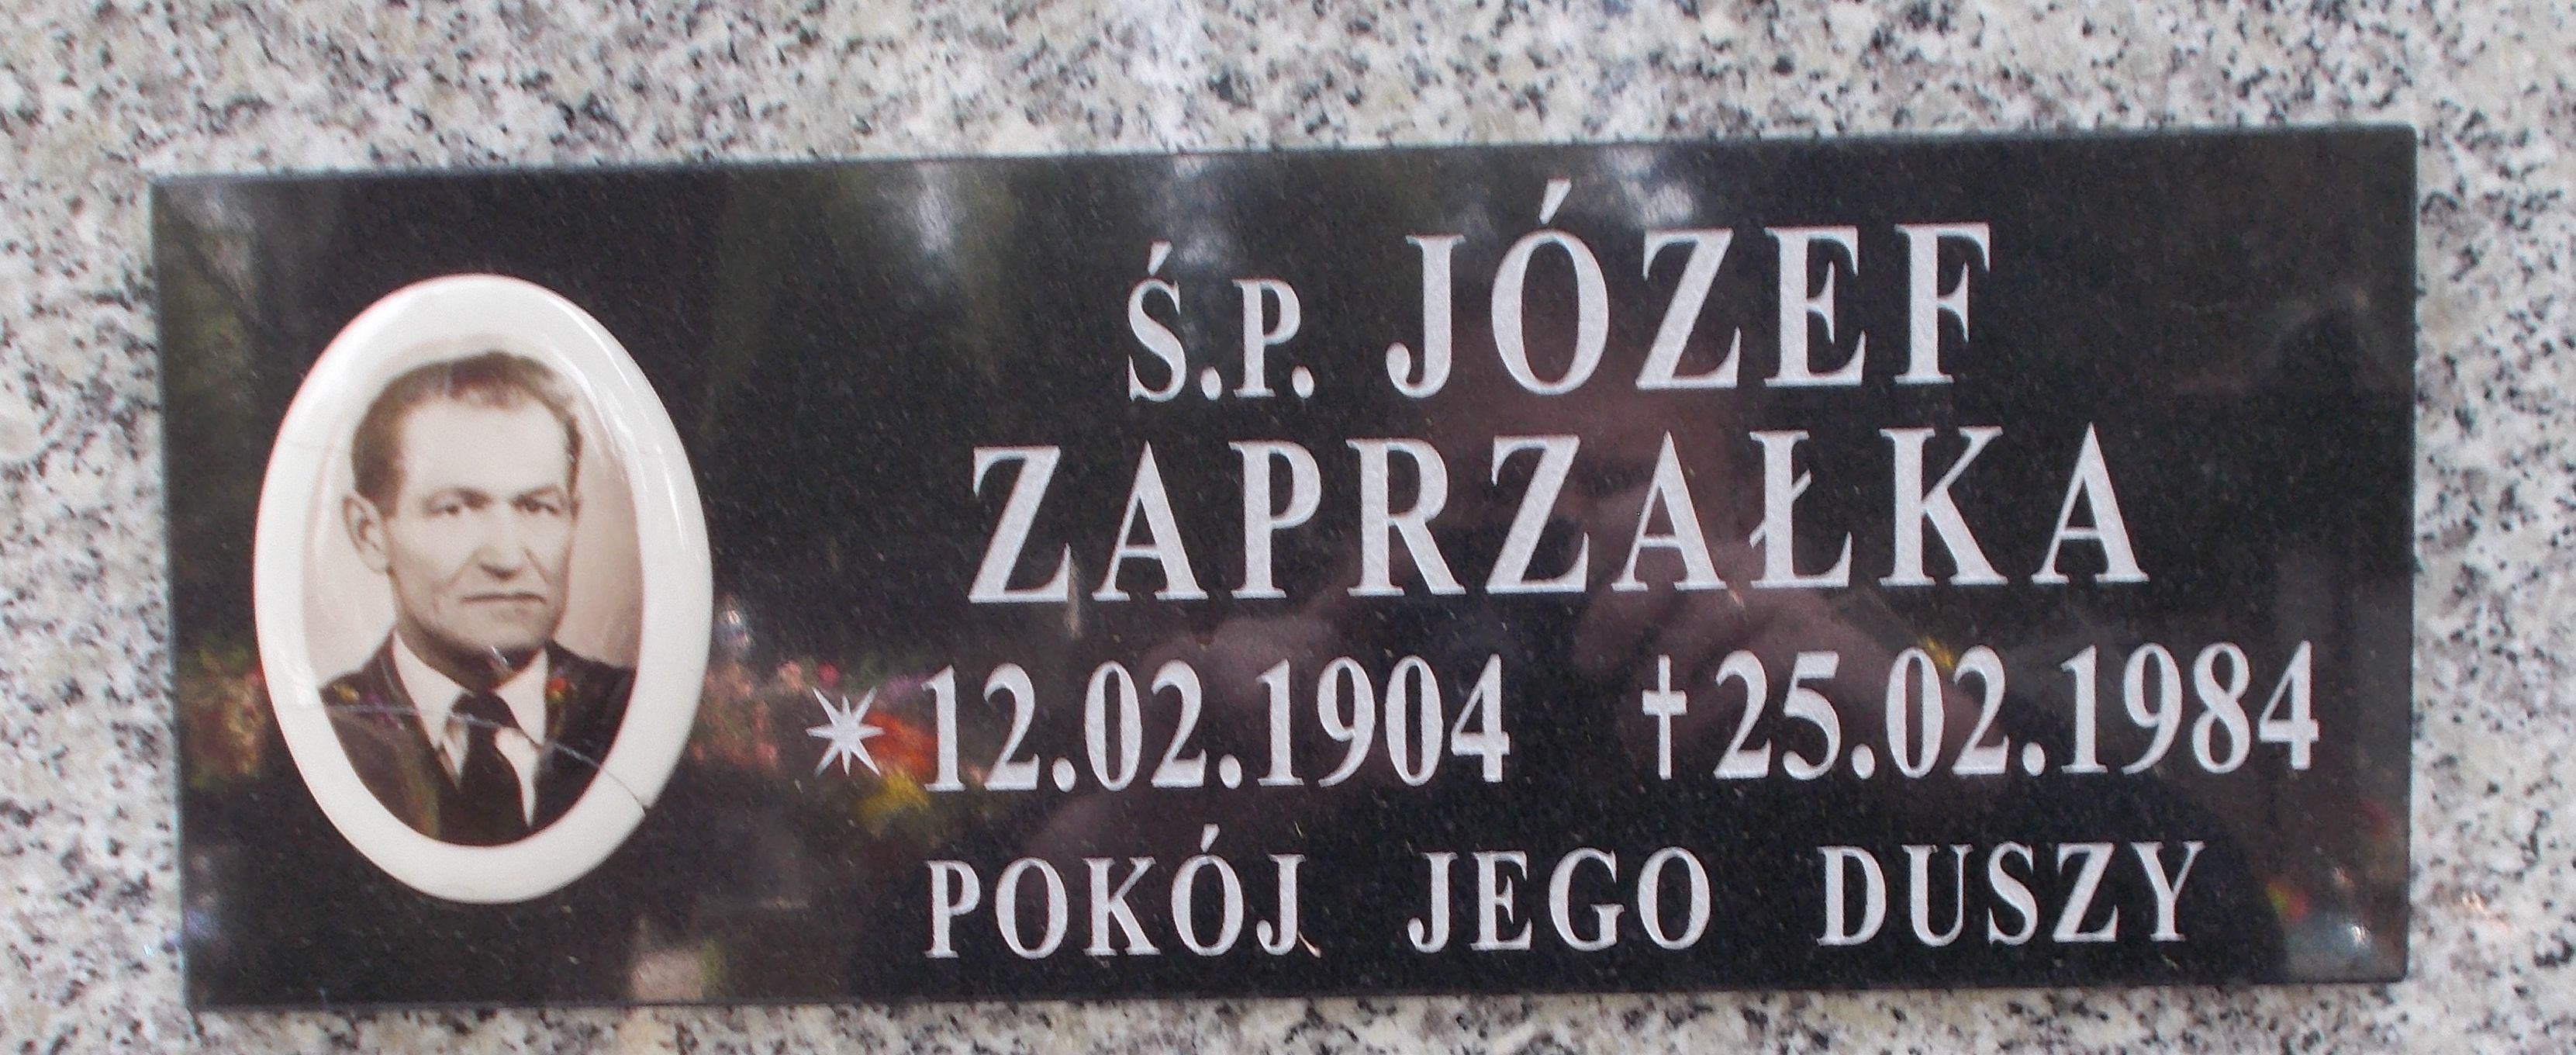 Ś.P. JÓZEF
ZAPRZAŁKA
*12.02.1904 †25.02.1984
POKÓJ JEGO DUSZY